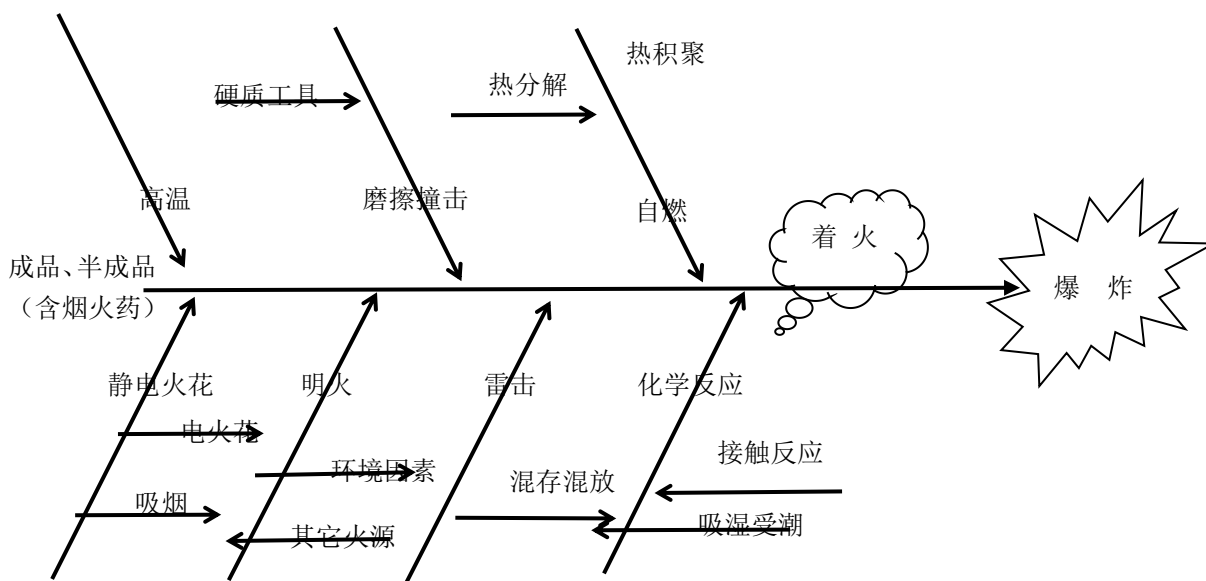 热积聚
热分解
硬质工具
高温
磨擦撞击
自燃
着 火
成品、半成品
（含烟火药）
爆 炸
静电火花
明火
雷击
化学反应
电火花
接触反应
环境因素
混存混放
吸烟
吸湿受潮
其它火源